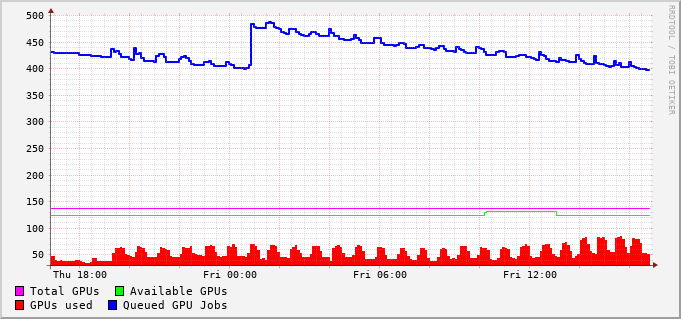 500
450
400
350
300
250
200
150
100
50
Thu 18:00 Fri 00:00 Fri 06:00 Fri 12:00
Total GPUs Available GPUs
GPUs used Queued GPU Jobs
RRDTOOL / TOBI OETIKER